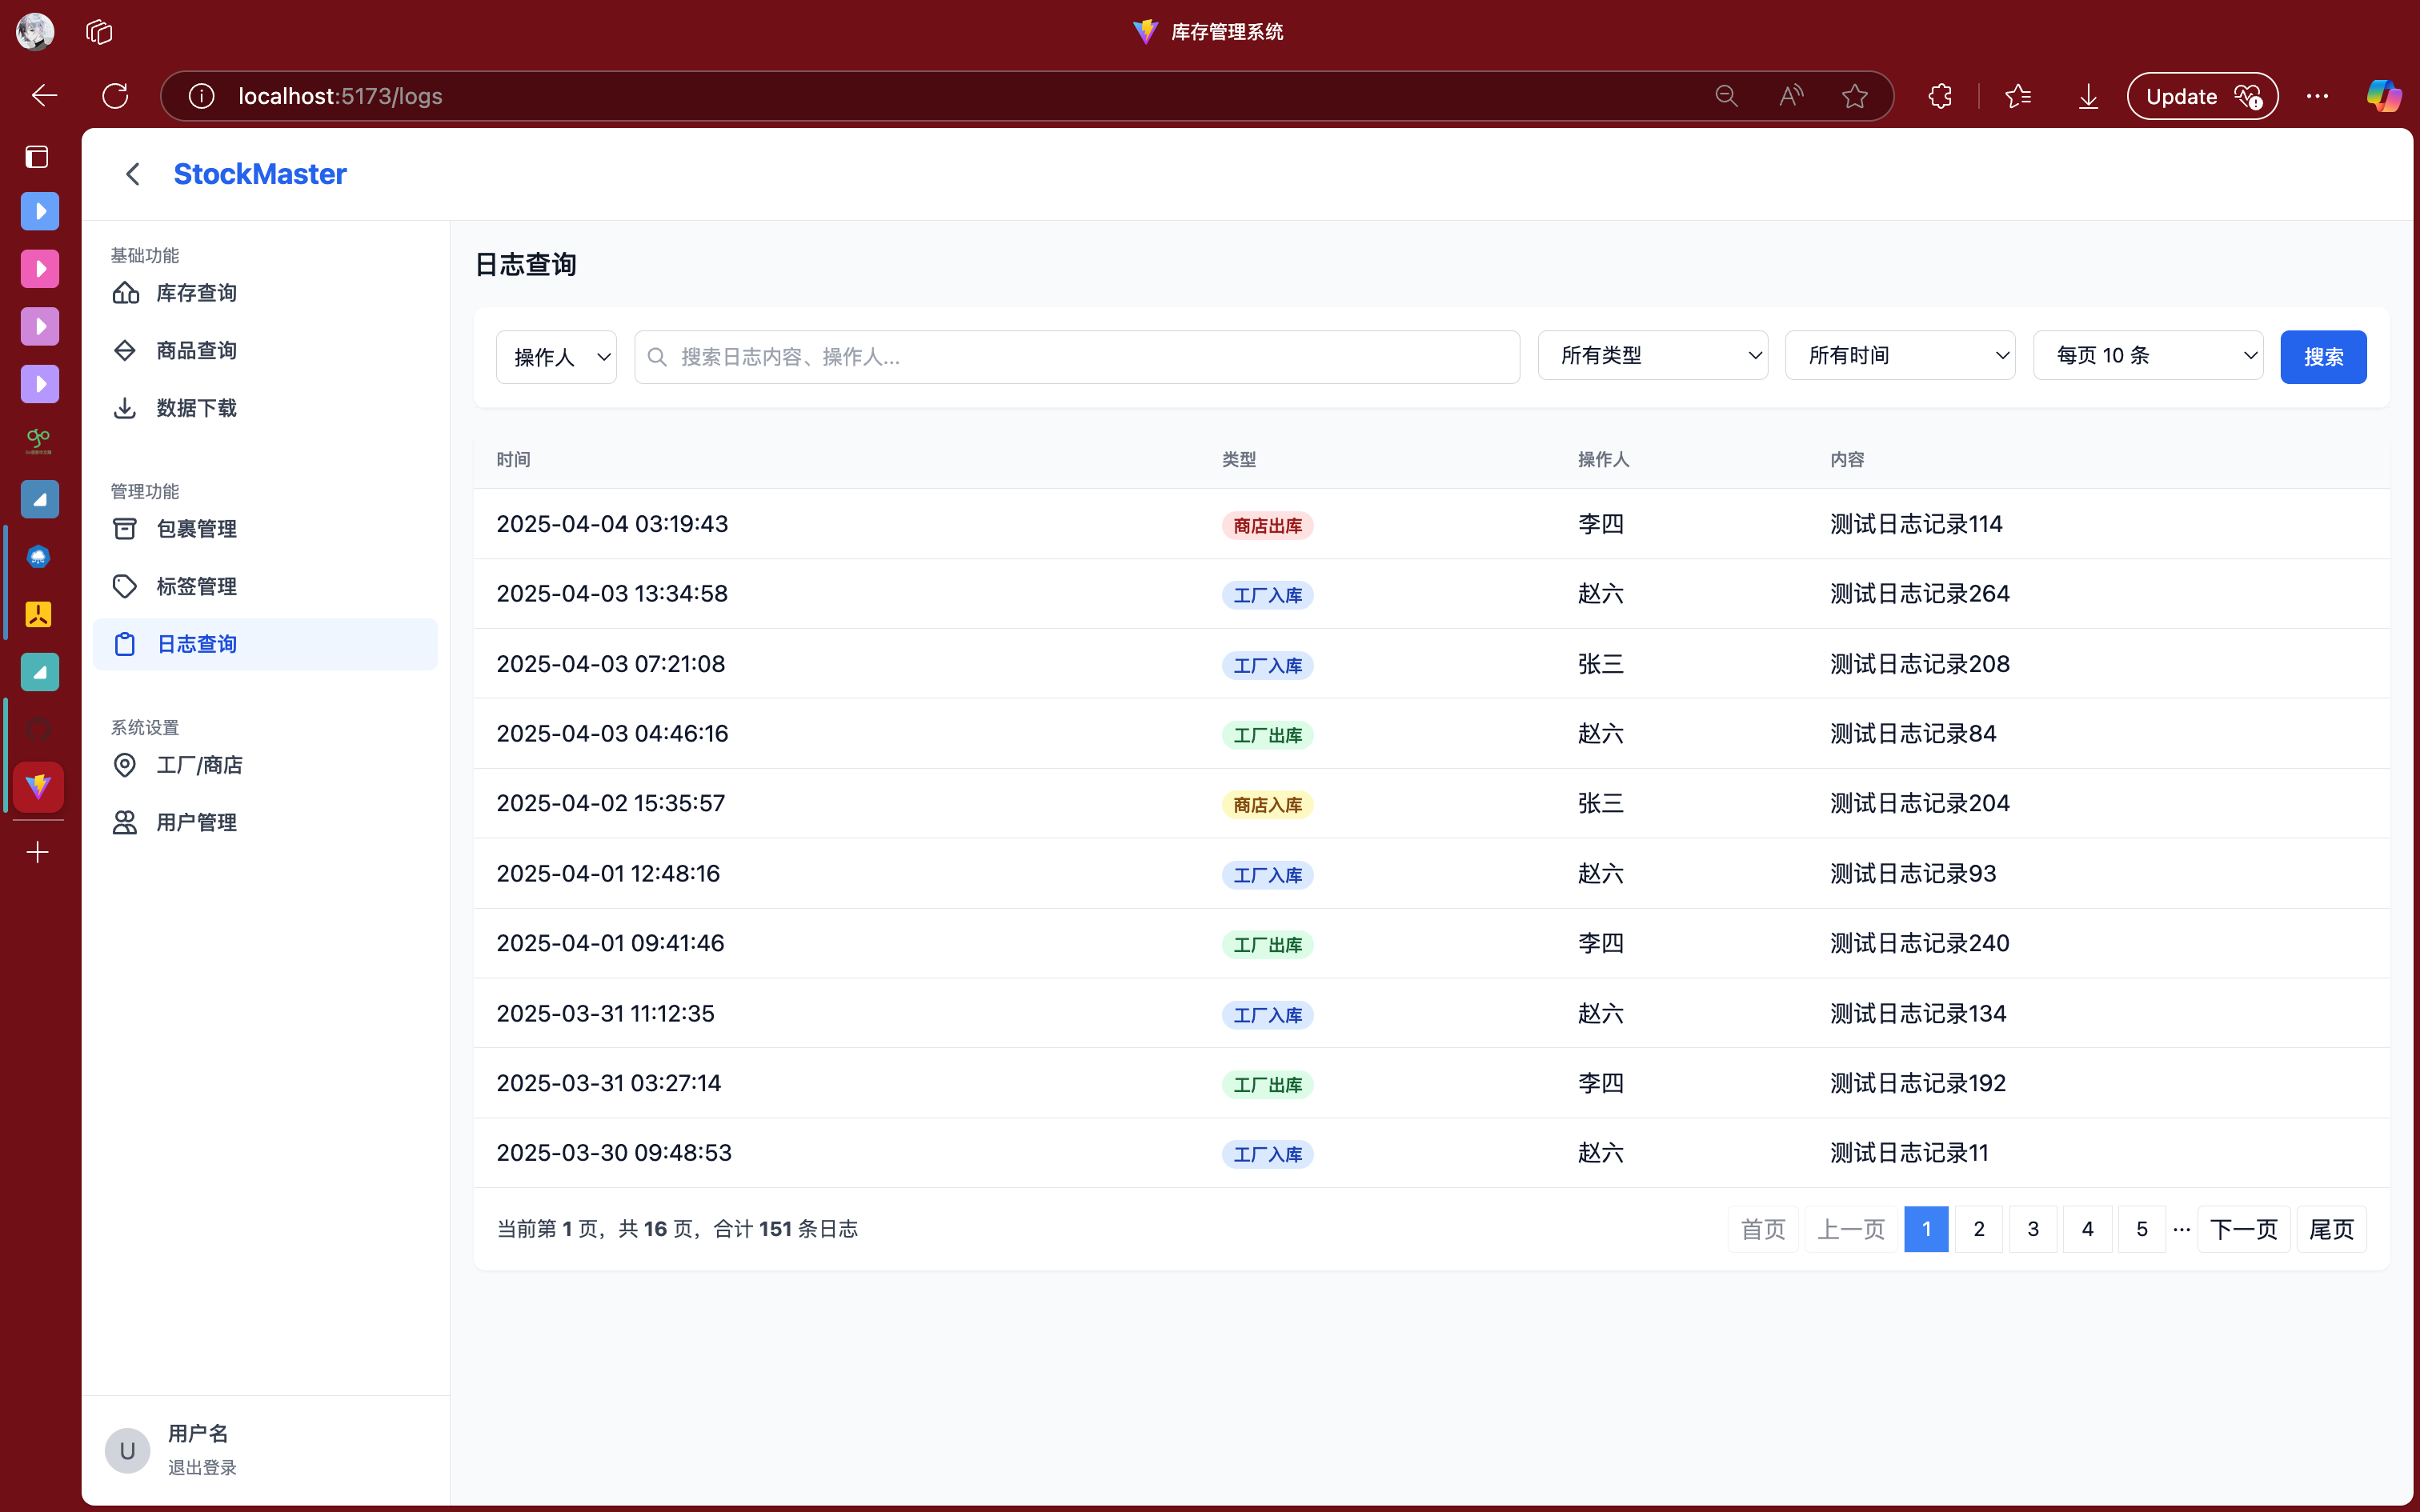 库存管理系统
localhost:5173/logs
Update
StockMaster
基础功能
库存查询
商品查询
数据下载
管理功能
包裹管理
标签管理
日志查询
系统设置
工厂/商店
用户管理
U
用户名
退出登录
日志查询
操作人 搜索日志内容、操作人... 所有类型 所有时间 每页 10 条 搜索
时间 类型 操作人 内容
2025-04-04 03:19:43 商店出库 李四 测试日志记录114
2025-04-03 13:34:58 工厂入库 赵六 测试日志记录264
2025-04-03 07:21:08 工厂入库 张三 测试日志记录208
2025-04-03 04:46:16 工厂出库 赵六 测试日志记录84
2025-04-02 15:35:57 商店入库 张三 测试日志记录204
2025-04-01 12:48:16 工厂入库 赵六 测试日志记录93
2025-04-01 09:41:46 工厂出库 李四 测试日志记录240
2025-03-31 11:12:35 工厂入库 赵六 测试日志记录134
2025-03-31 03:27:14 工厂出库 李四 测试日志记录192
2025-03-30 09:48:53 工厂入库 赵六 测试日志记录11
当前第 1 页，共 16 页，合计 151 条日志 首页 上一页 1 2 3 4 5 ... 下一页 尾页